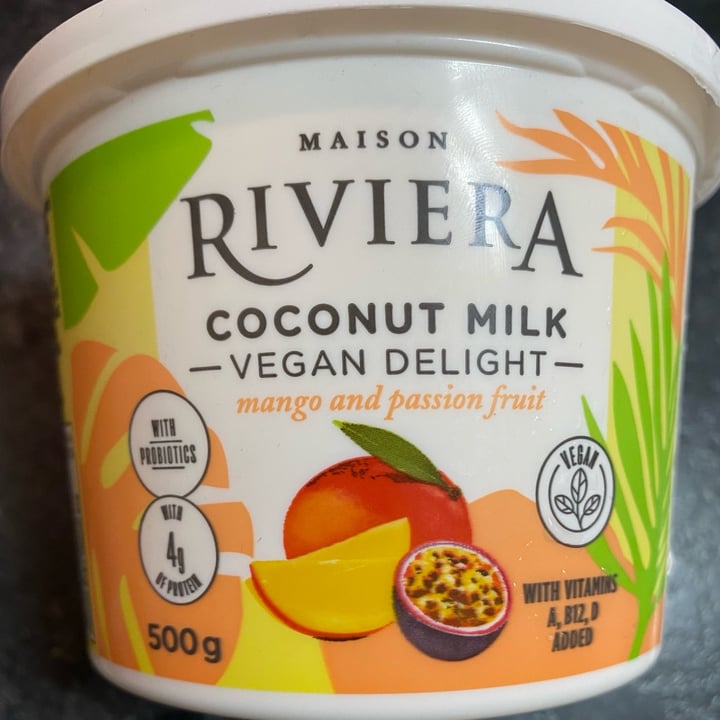 MAISON
RIVIERA
COCONUT MILK
VEGAN DELIGHT
mango and passion fruit
WITH
PROBIOTICS
WITH
4g
OF PROTEIN
500g
VEGAN
WITH VITAMINS
A, B12, D
ADDED